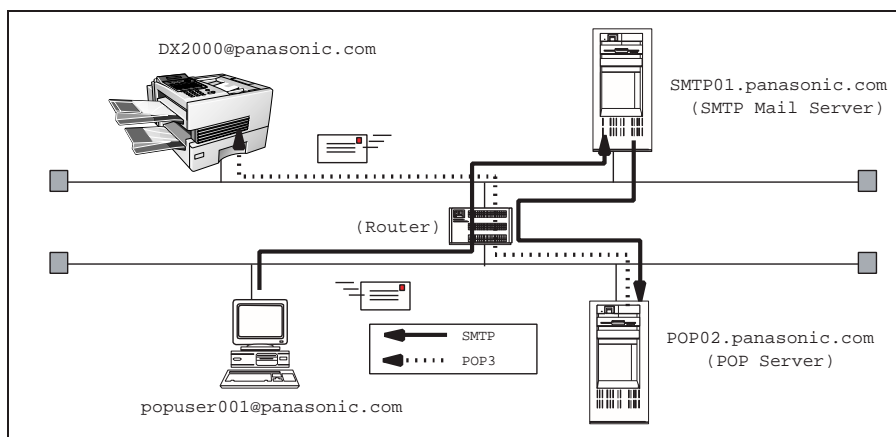 DX2000@panasonic.com
SMTP01.panasonic.com
(SMTP Mail Server)
(Router)
SMTP
POP3
POP02.panasonic.com
(POP Server)
popuser001@panasonic.com